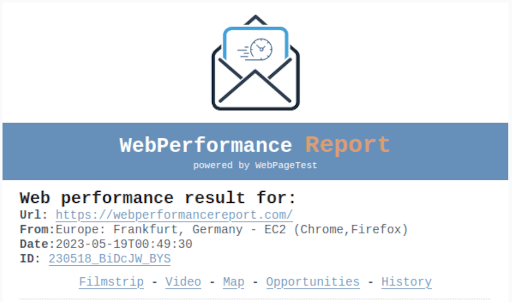 WebPerformance Report
powered by WebPageTest
Web performance result for:
Url: https://webperformancereport.com/
From:Europe: Frankfurt, Germany - EC2 (Chrome,Firefox)
Date:2023-05-19T00:49:30
ID: 230518_BiDcJW_BYS
Filmstrip - Video - Map - Opportunities - History